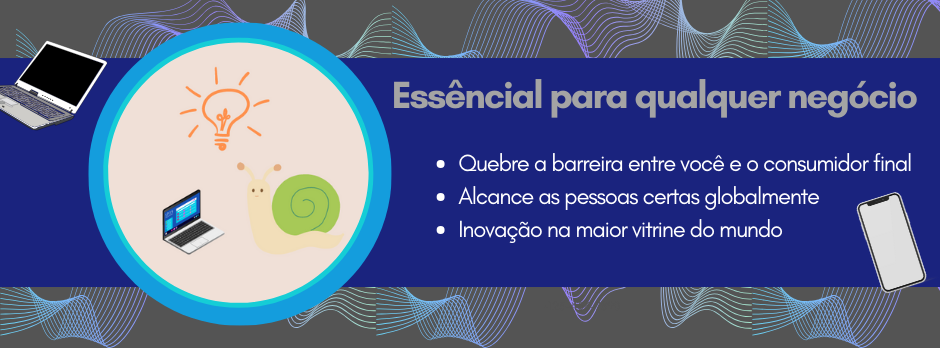 Essêncial para qualquer negócio
Quebre a barreira entre você e o consumidor final
Alcance as pessoas certas globalmente
Inovação na maior vitrine do mundo